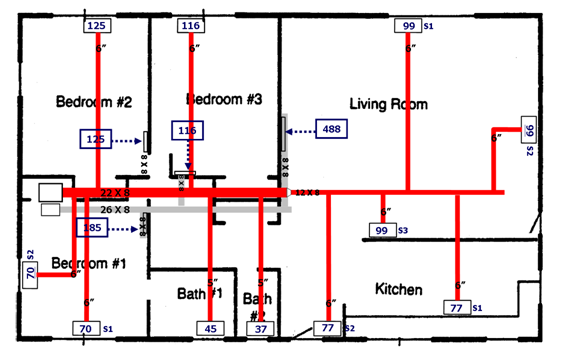 125
116
99 S1
6"
6"
6"
Bedroom #2
Bedroom #3
Living Room
125
116
488
6"
99 S2
8 X 8
8 X 8
8 X 8
22 X 8
12 X 8
26 X 8
185
8 X 8
6"
99 S3
S2
70
Bedroom #1
6"
5"
5"
Kitchen
Bath #1
Bath
#2
6"
6"
6"
77 S1
70 S1
45
37
77 S2